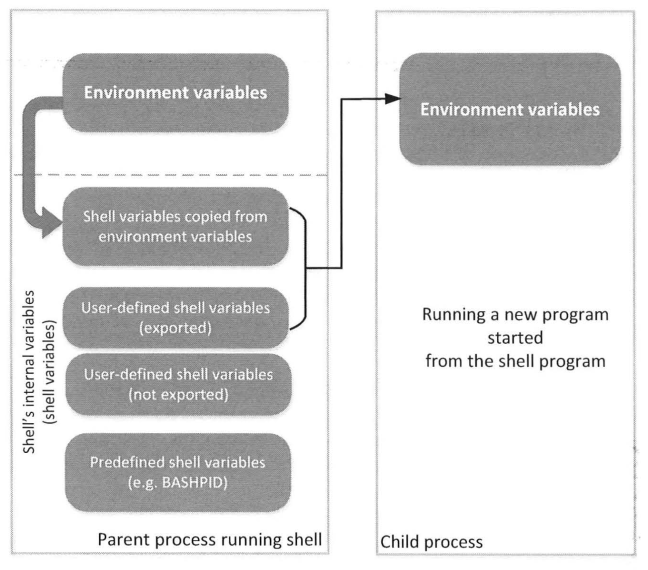 Environment variables
Shell variables copied from
environment variables
User-defined shell variables
(exported)
User-defined shell variables
(not exported)
Predefined shell variables
(e.g. BASHPID)
Shell's internal variables
(shell variables)
Parent process running shell
Environment variables
Running a new program
started
from the shell program
Child process